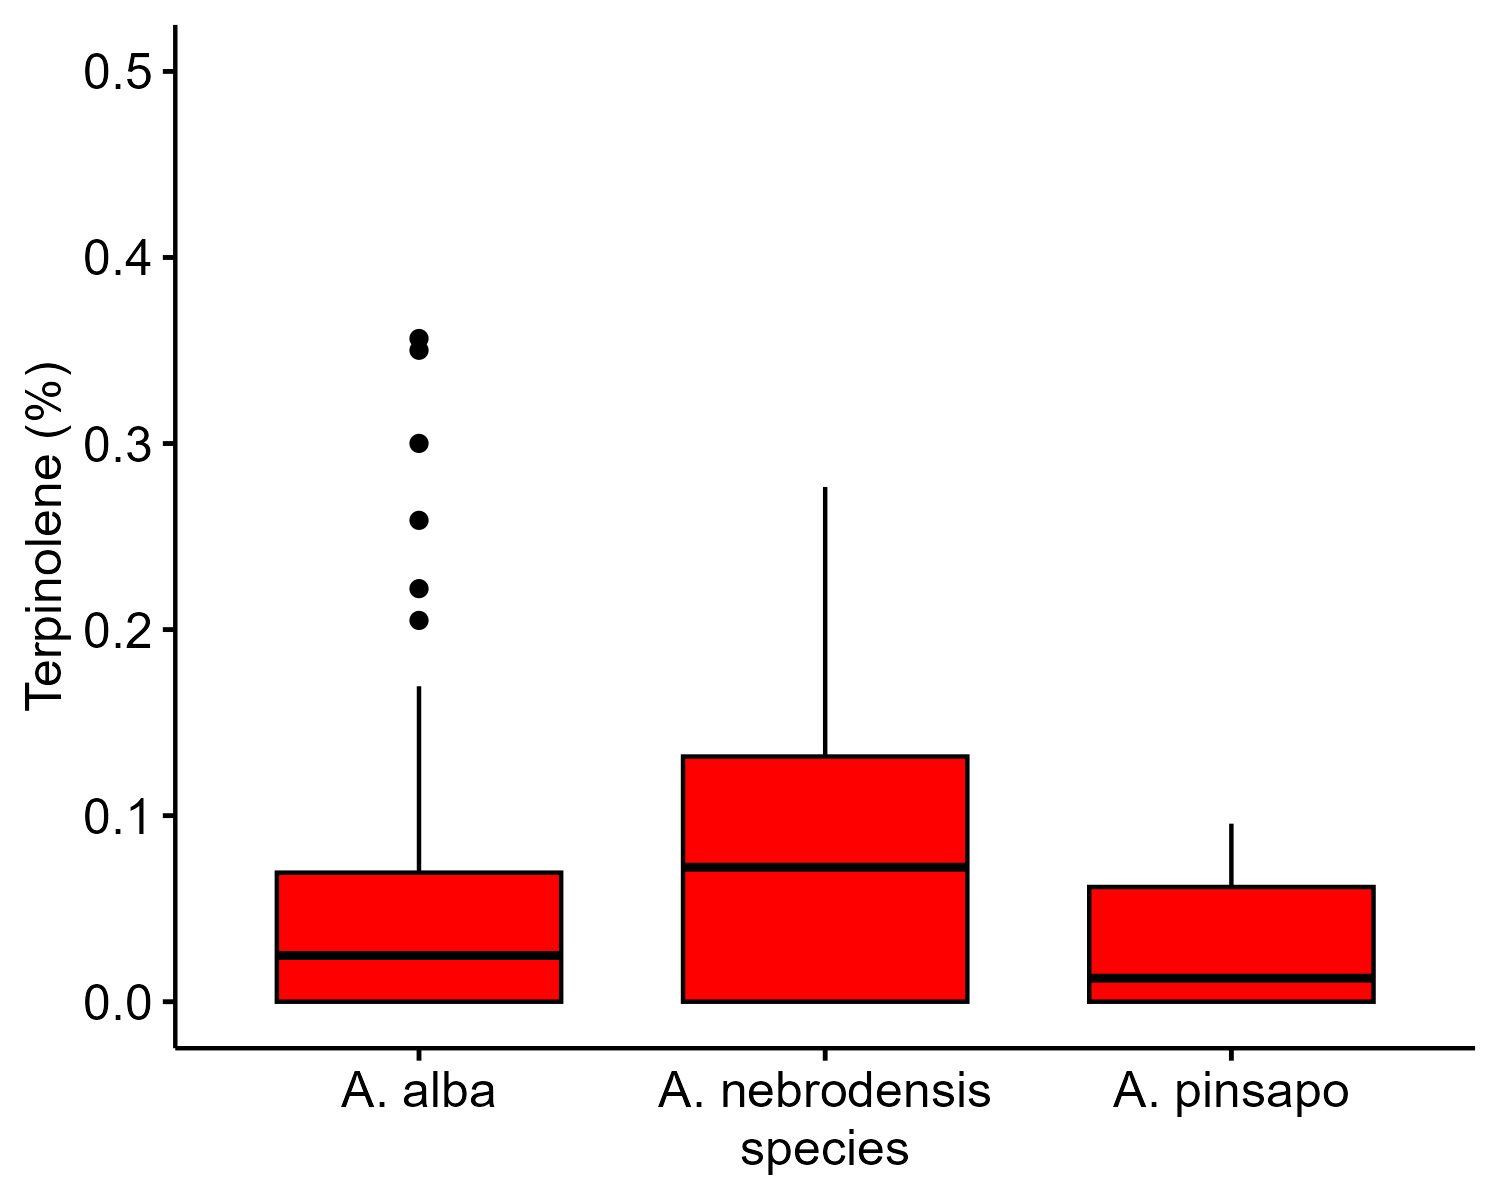 Terpinolene (%)
0.5
0.4
0.3
0.2
0.1
0.0
A. alba
A. nebrodensis
A. pinsapo
species